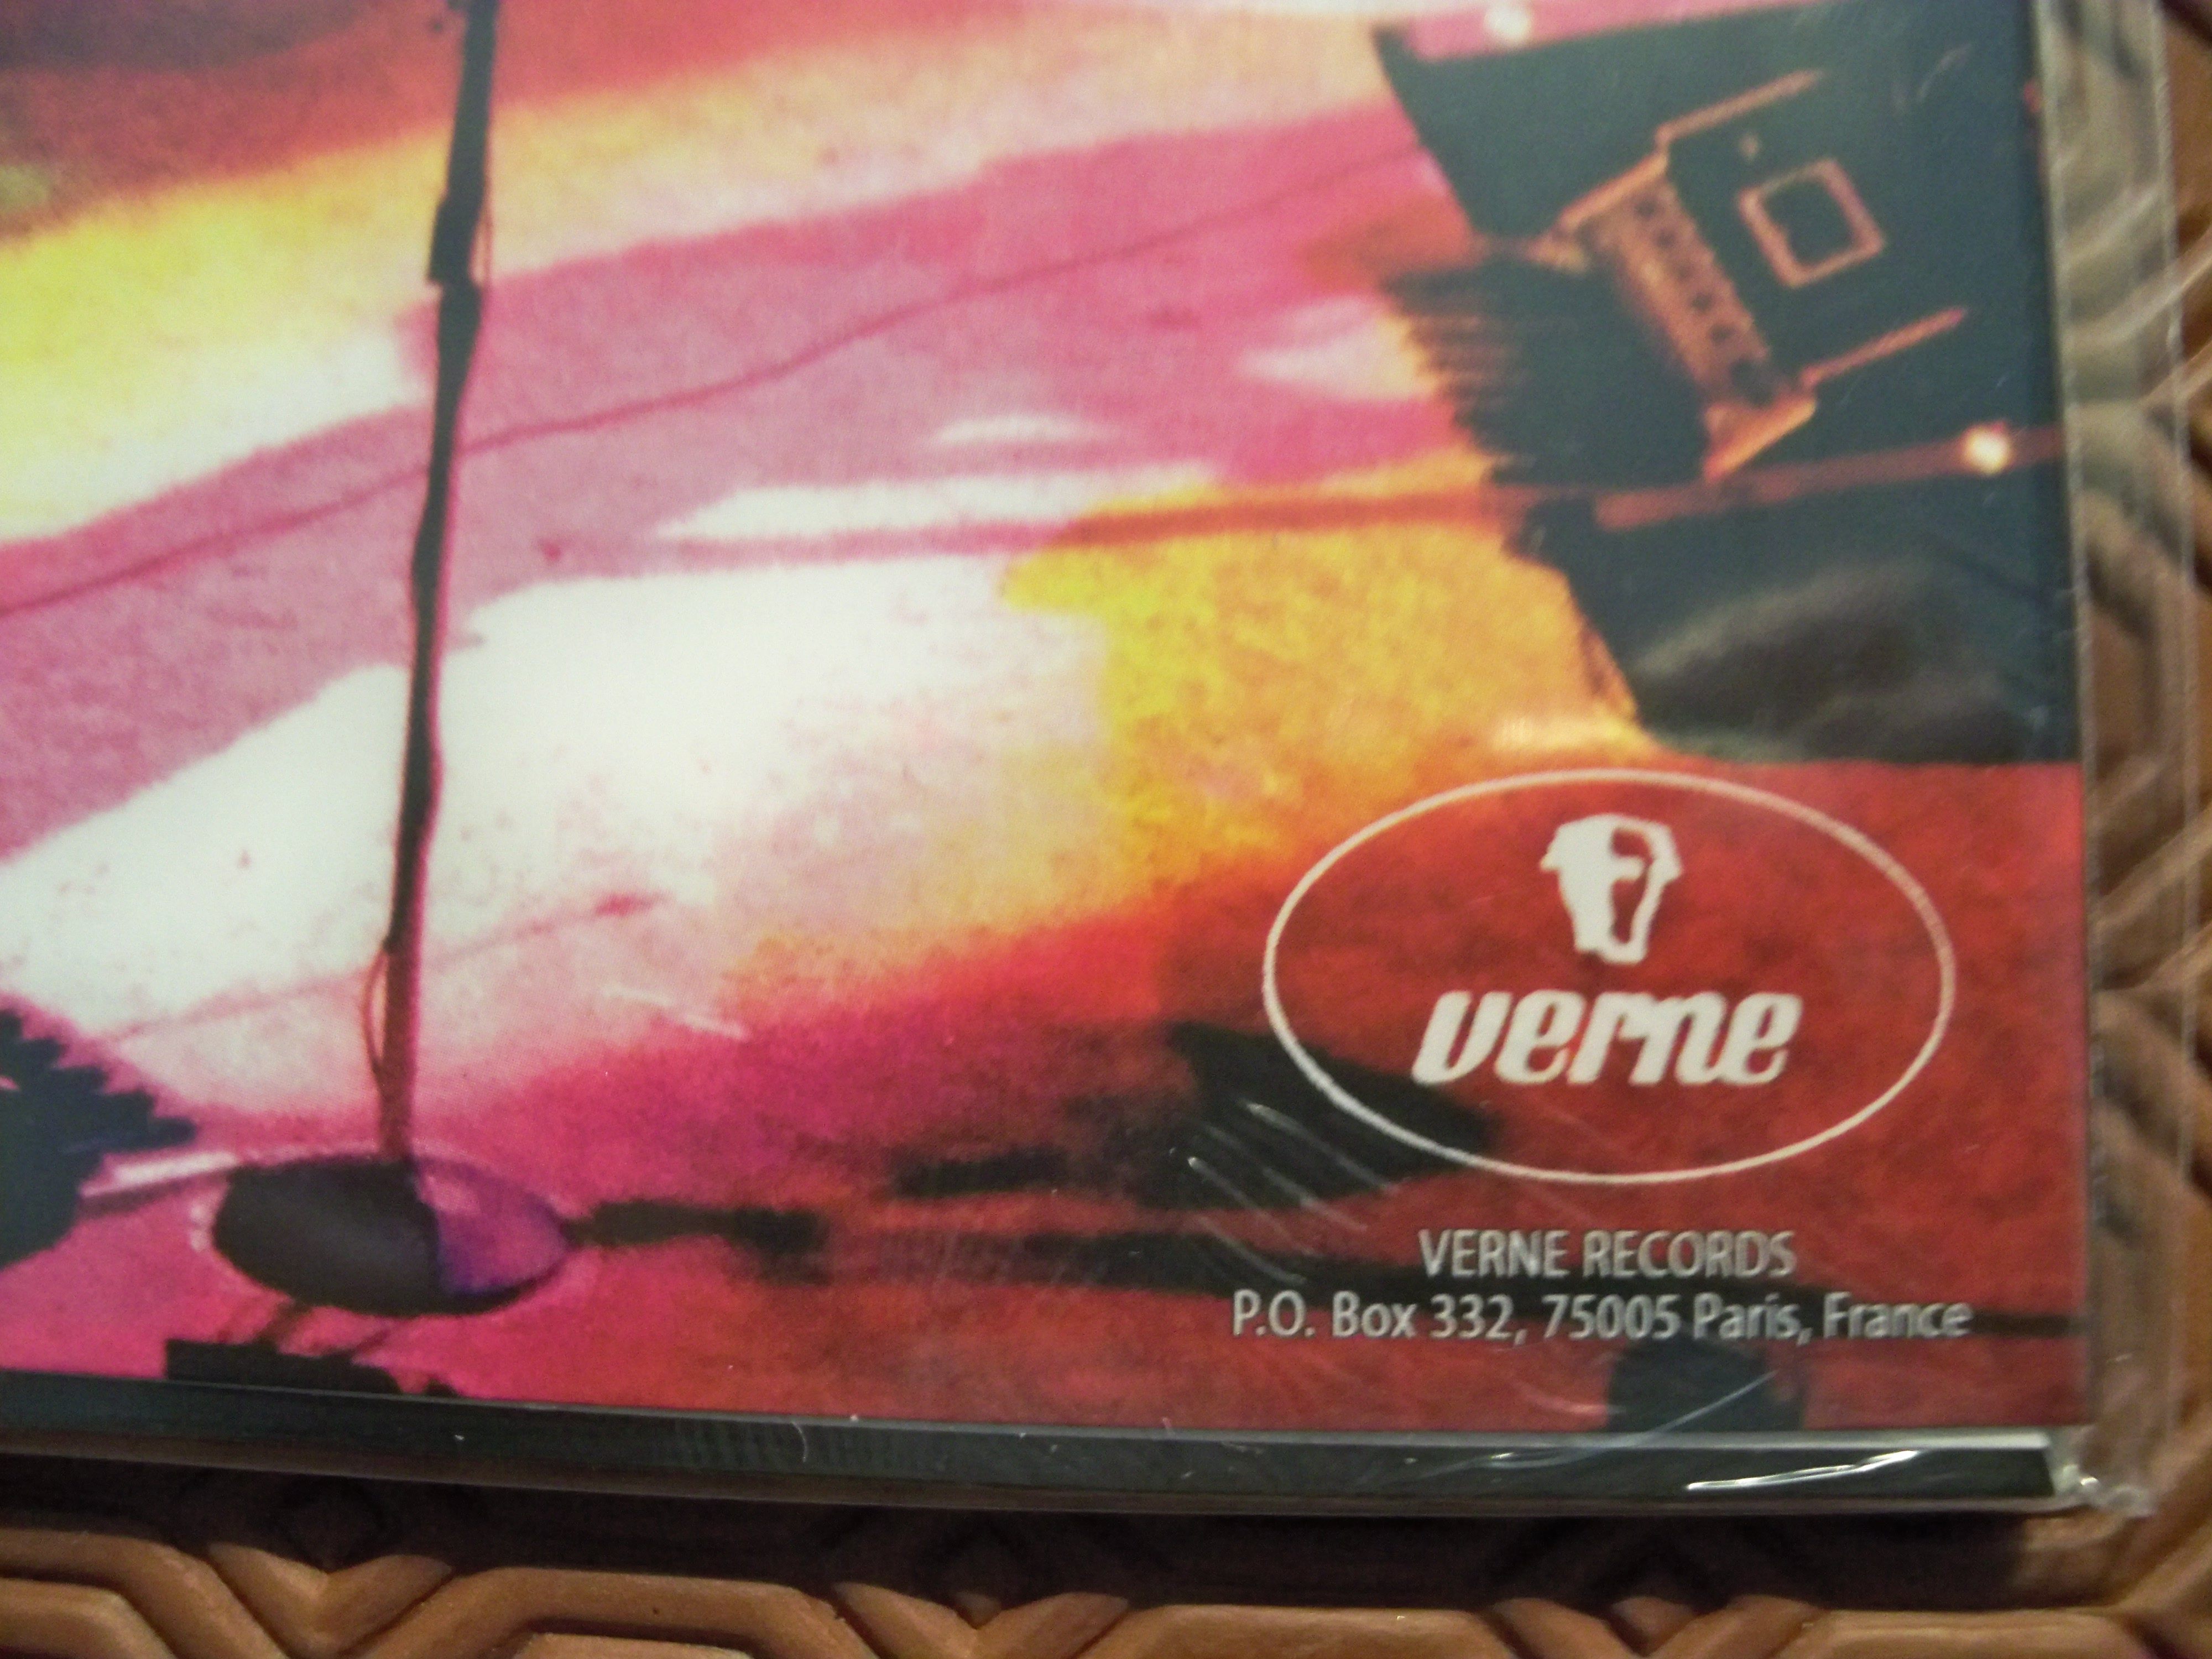 verne
VERNE RECORDS
P.O. Box 332, 75005 Paris, France